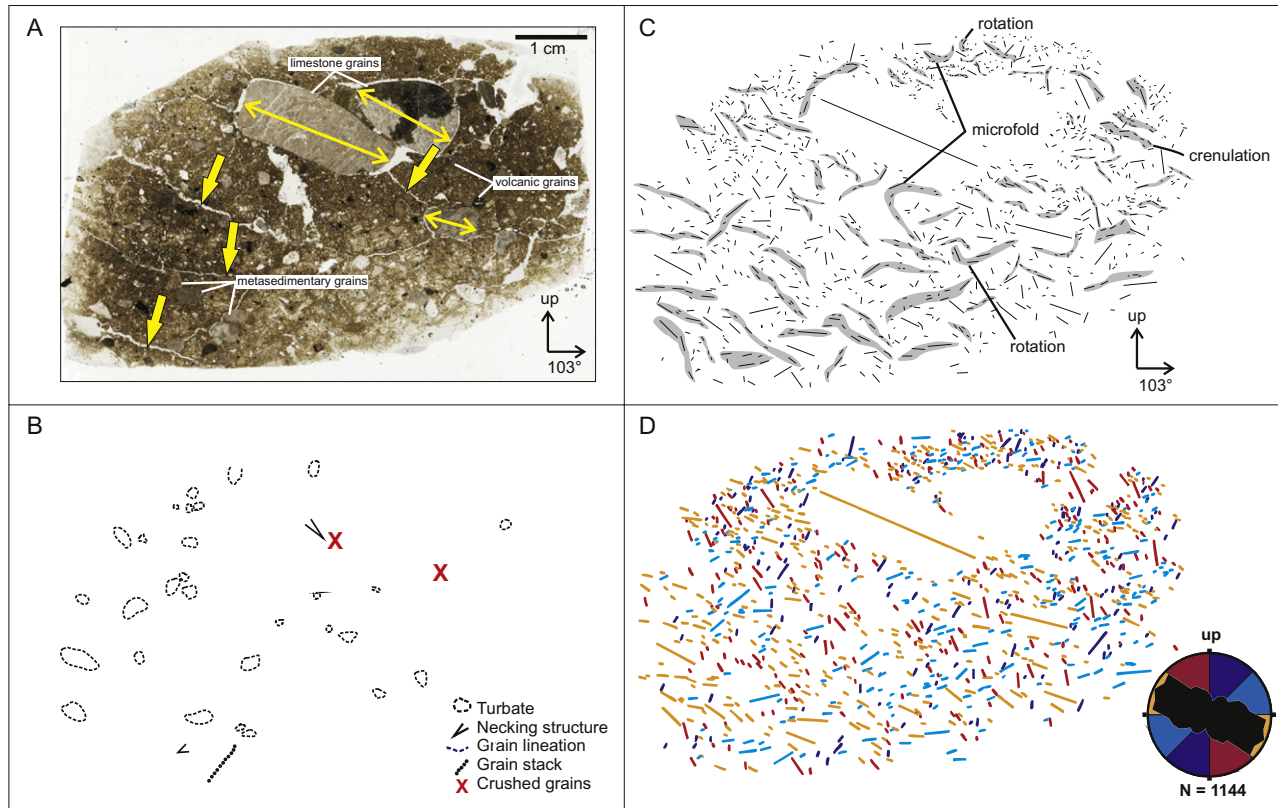 A
1 cm
limestone grains
volcanic grains
metasedimentary grains
up
103°
C
rotation
microfold
crenulation
rotation
up
103°
B
X
X
Turbate
Necking structure
Grain lineation
Grain stack
X Crushed grains
D
up
N = 1144